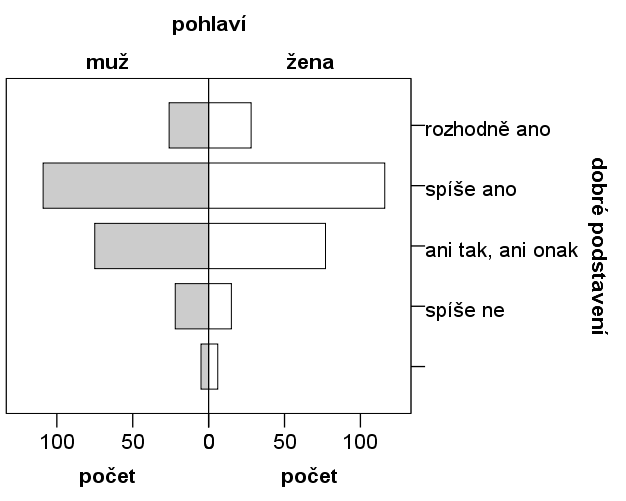 pohlaví
muž žena
rozhodně ano
spíše ano
ani tak, ani onak
spíše ne
dobré podstavení
100 50 0 50 100
počet počet